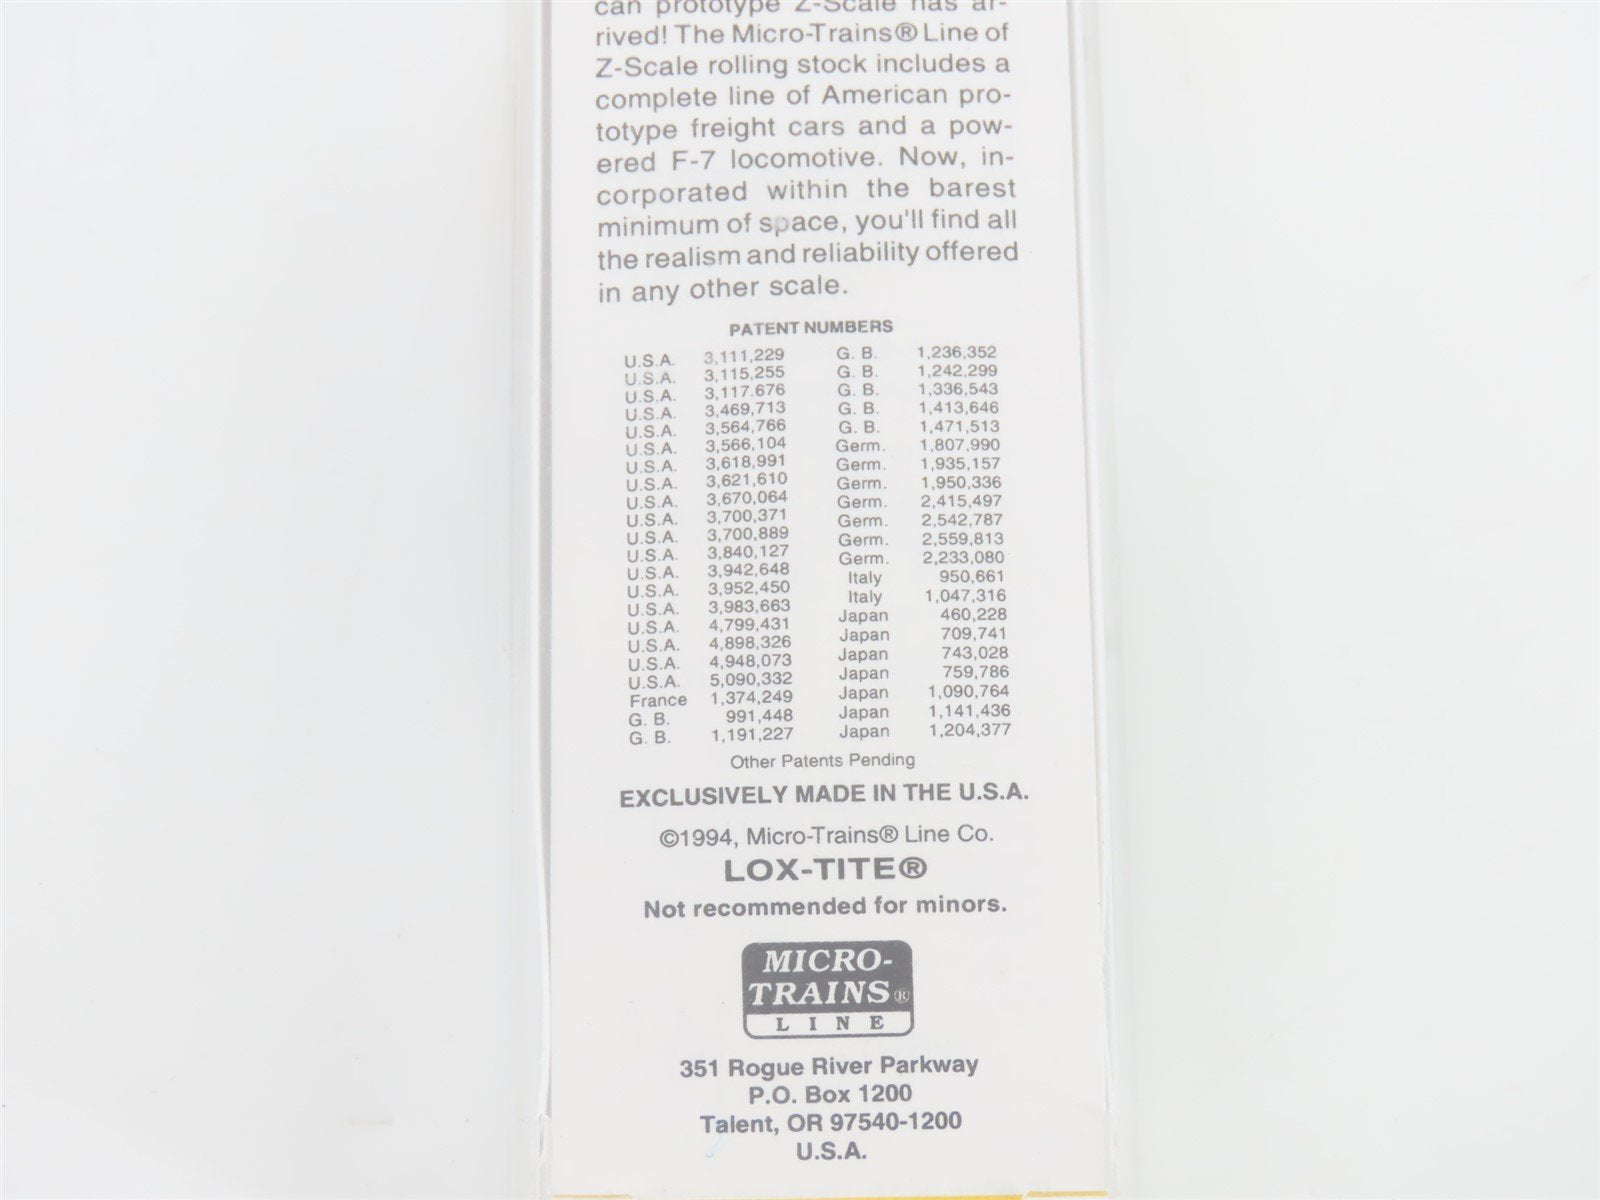 can prototype Z-Scale has ar-
rived! The Micro-Trains® Line of
Z-Scale rolling stock includes a
complete line of American pro-
totype freight cars and a pow-
ered F-7 locomotive. Now, in-
corporated within the barest
minimum of space, you'll find all
the realism and reliability offered
in any other scale.
PATENT NUMBERS
U.S.A. 3,111,229 G. B. 1,236,352
U.S.A. 3,115,255 G. B. 1,242,299
U.S.A. 3,117.676 G. B. 1,336,543
U.S.A. 3,469,713 G. B. 1,413,646
U.S.A. 3,564,766 G. B. 1,471,513
U.S.A. 3,566,104 Germ. 1,807,990
U.S.A. 3,618,991 Germ. 1,935,157
U.S.A. 3,621,610 Germ. 1,950,336
U.S.A. 3,670,064 Germ. 2,415,497
U.S.A. 3,700,371 Germ. 2,542,787
U.S.A. 3,700,889 Germ. 2,559,813
U.S.A. 3,840,127 Germ. 2,233,080
U.S.A. 3,942,648 Italy 950,661
U.S.A. 3,952,450 Italy 1,047,316
U.S.A. 3,983,663 Japan 460,228
U.S.A. 4,799,431 Japan 709,741
U.S.A. 4,898,326 Japan 743,028
U.S.A. 4,948,073 Japan 759,786
U.S.A. 5,090,332 Japan 1,090,764
France 1,374,249 Japan 1,141,436
G. B. 991,448 Japan 1,204,377
G. B. 1,191,227
Other Patents Pending
EXCLUSIVELY MADE IN THE U.S.A.
©1994, Micro-Trains® Line Co.
LOX-TITE®
Not recommended for minors.
MICRO-
TRAINS®
LINE
351 Rogue River Parkway
P.O. Box 1200
Talent, OR 97540-1200
U.S.A.